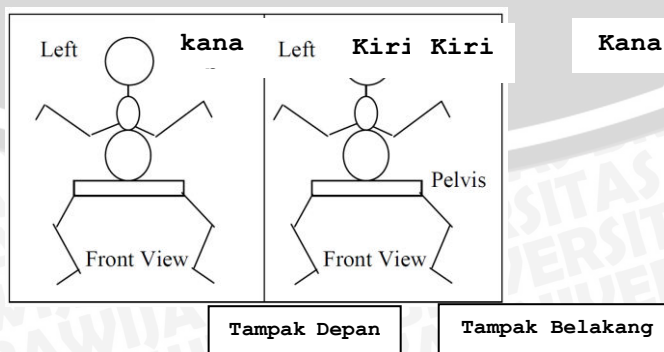 Left kana Left Kiri Kiri Kana
Pelvis
Front View Front View
Tampak Depan Tampak Belakang